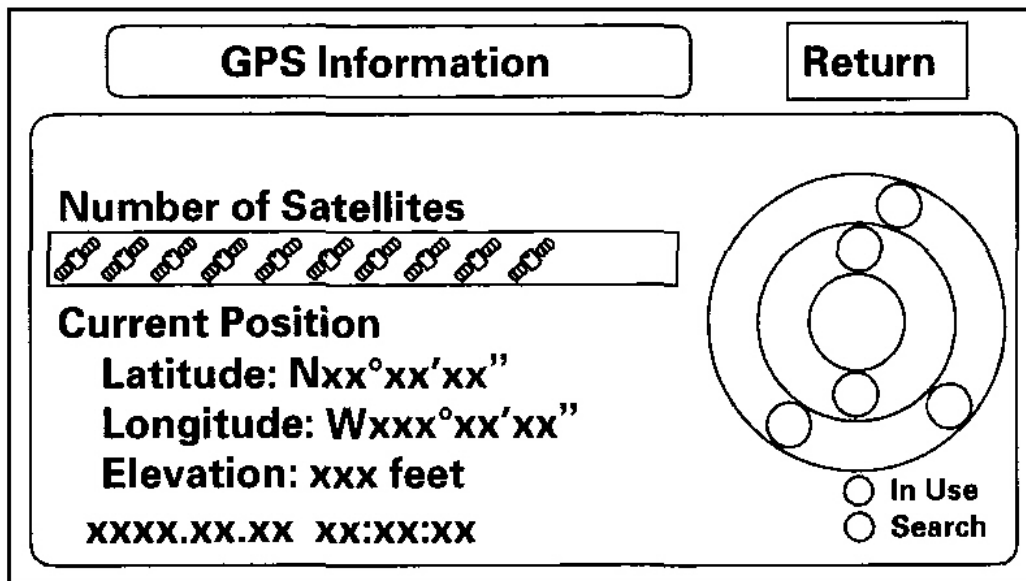 GPS Information
Return
Number of Satellites
Current Position
Latitude: Nxx°xx′xx”
Longitude: Wxxx°xx′xx”
Elevation: xxx feet
xxxx.xx.xx xx:xx:xx
In Use
Search